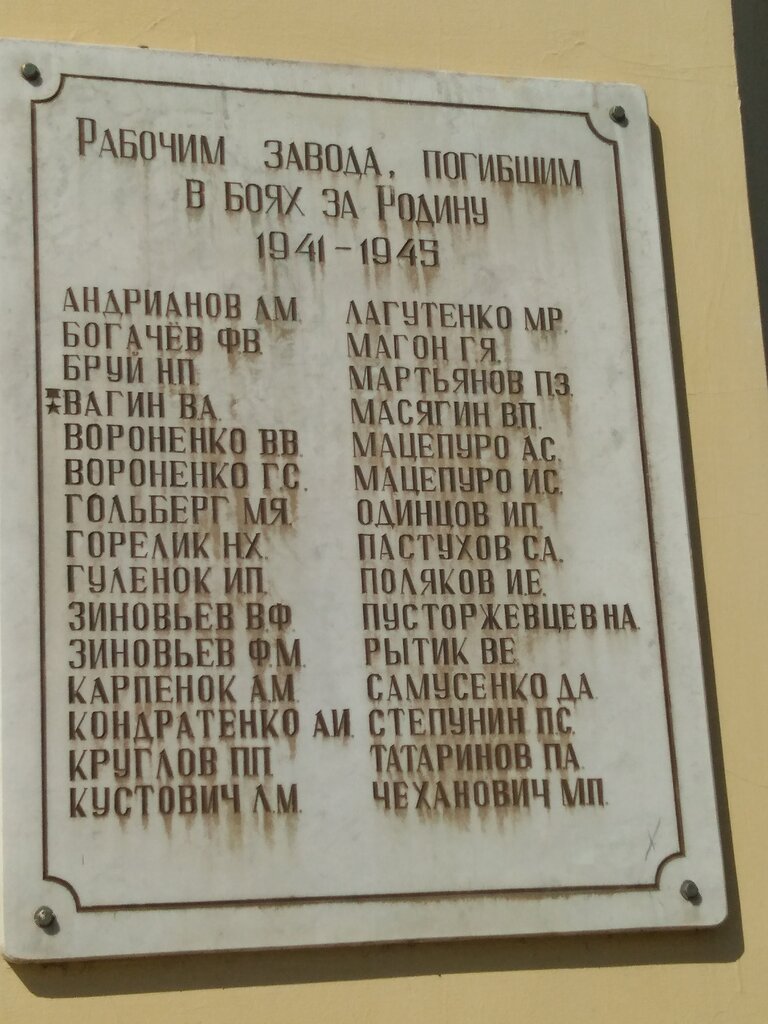 Рабочим завода, погибшим
в боях за Родину
1941-1945
АНДРИАНОВ Л.М.
БОГАЧЁВ Ф.В.
БРУЙ Н.П.
ВАГИН В.А.
ВОРОНЕНКО В.В.
ВОРОНЕНКО Г.С.
ГОЛЬБЕРГ М.Я.
ГОРЕЛИК Н.Х.
ГУЛЕНОК И.П.
ЗИНОВЬЕВ В.Ф.
ЗИНОВЬЕВ Ф.М.
КАРПЕНОК А.М.
КОНДРАТЕНКО А.И.
КРУГЛОВ П.П.
КУСТОВИЧ Л.М.
ЛАГУТЕНКО М.Р.
МАГОН Г.Я.
МАРТЬЯНОВ П.З.
МАСЯГИН В.П.
МАЦЕПУРО А.С.
МАЦЕПУРО И.С.
ОДИНЦОВ И.П.
ПАСТУХОВ С.А.
ПОЛЯКОВ И.Е.
ПУСТОРЖЕВЦЕВ Н.А.
РЫТИК В.Е.
САМУСЕНКО Д.А.
СТЕПУНИН П.С.
ТАТАРИНОВ П.А.
ЧЕХАНОВИЧ М.П.